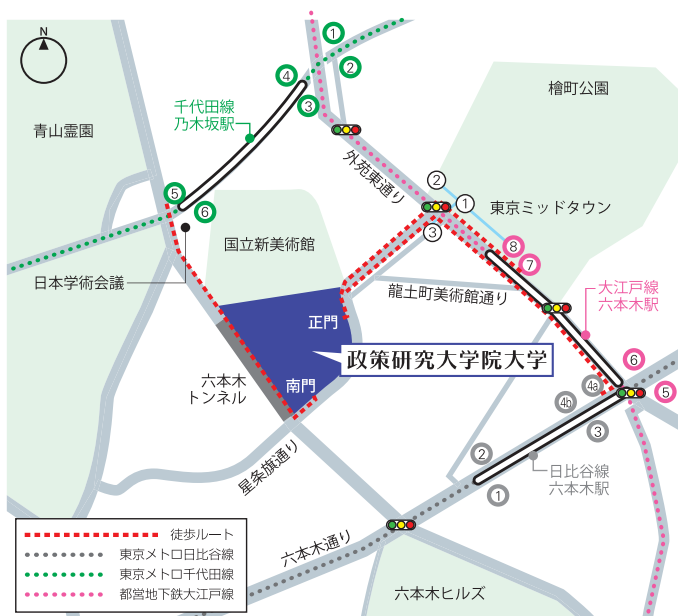 N
①
②
④
③
檜町公園
青山霊園
千代田線
乃木坂駅
外苑東通り
②
①
③
東京ミッドタウン
⑤
⑥
国立新美術館
⑧
⑦
日本学術会議
龍土町美術館通り
大江戸線
六本木駅
正門
政策研究大学院大学
六本木
トンネル
南門
⑥
⑤
4a
4b
③
②
①
日比谷線
六本木駅
星条旗通り
六本木通り
六本木ヒルズ
徒歩ルート
東京メトロ日比谷線
東京メトロ千代田線
都営地下鉄大江戸線